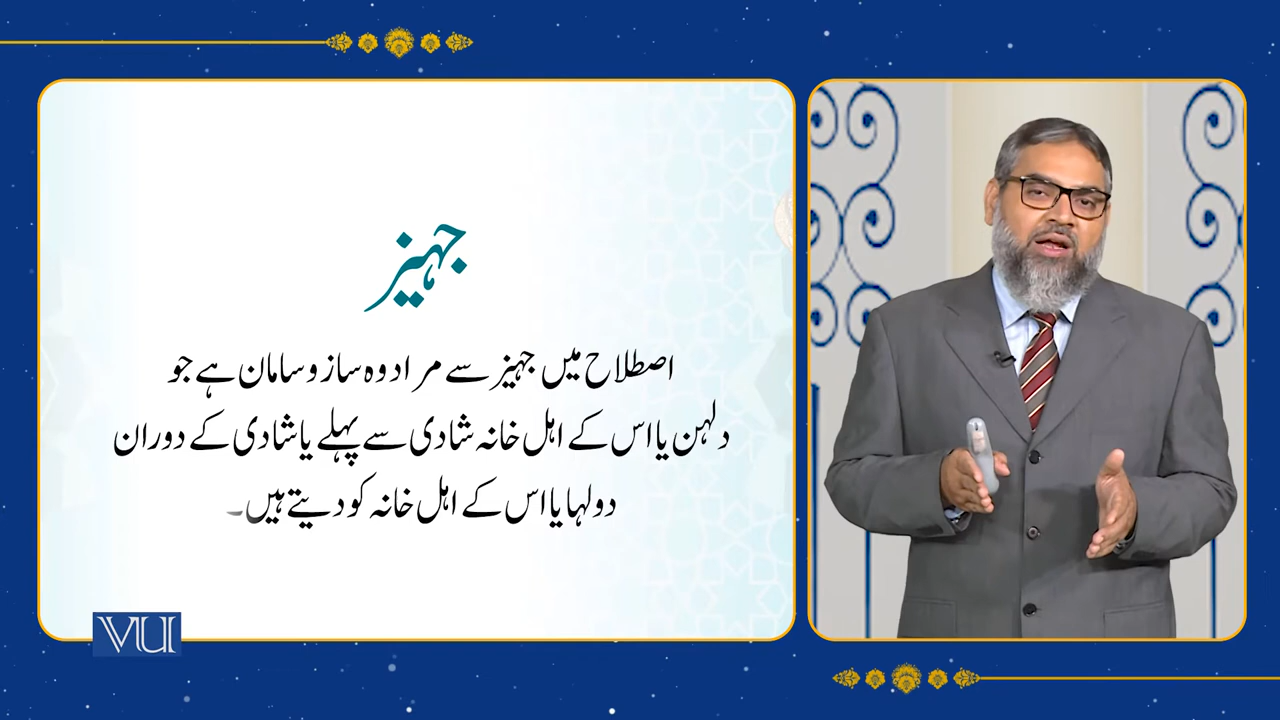 جہیز
اصطلاح میں جہیز سے مراد وہ ساز و سامان ہے جو
دلہن یا اس کے اہل خانہ شادی سے پہلے یا شادی کے دوران
دولہا یا اس کے اہل خانہ کو دیتے ہیں۔
VU